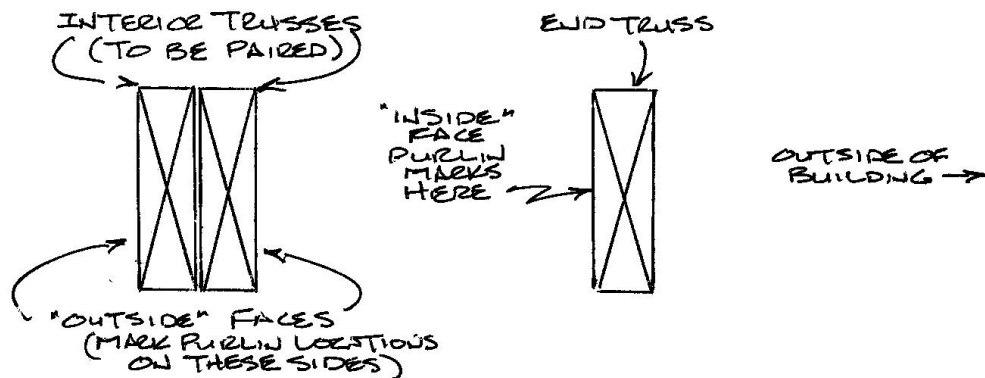 INTERIOR TRUSSES
(TO BE PAIRED)
END TRUSS
"INSIDE"
FACE
PURLIN
MARKS
HERE
OUTSIDE OF
BUILDING
"OUTSIDE" FACES
(MARK PURLIN LOCATIONS
ON THESE SIDES)